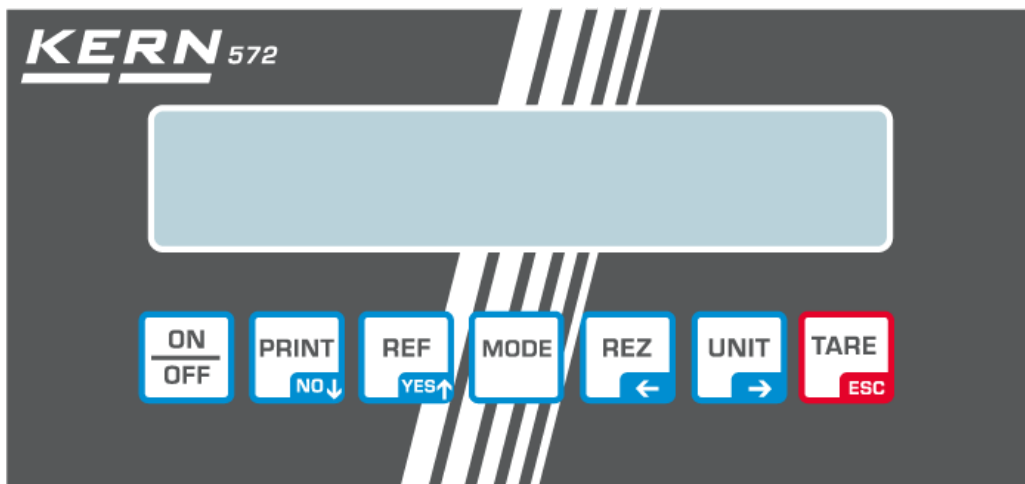 KERN 572
ON
OFF
PRINT
NO↓
REF
YES↑
MODE
REZ
←
UNIT
→
TARE
ESC